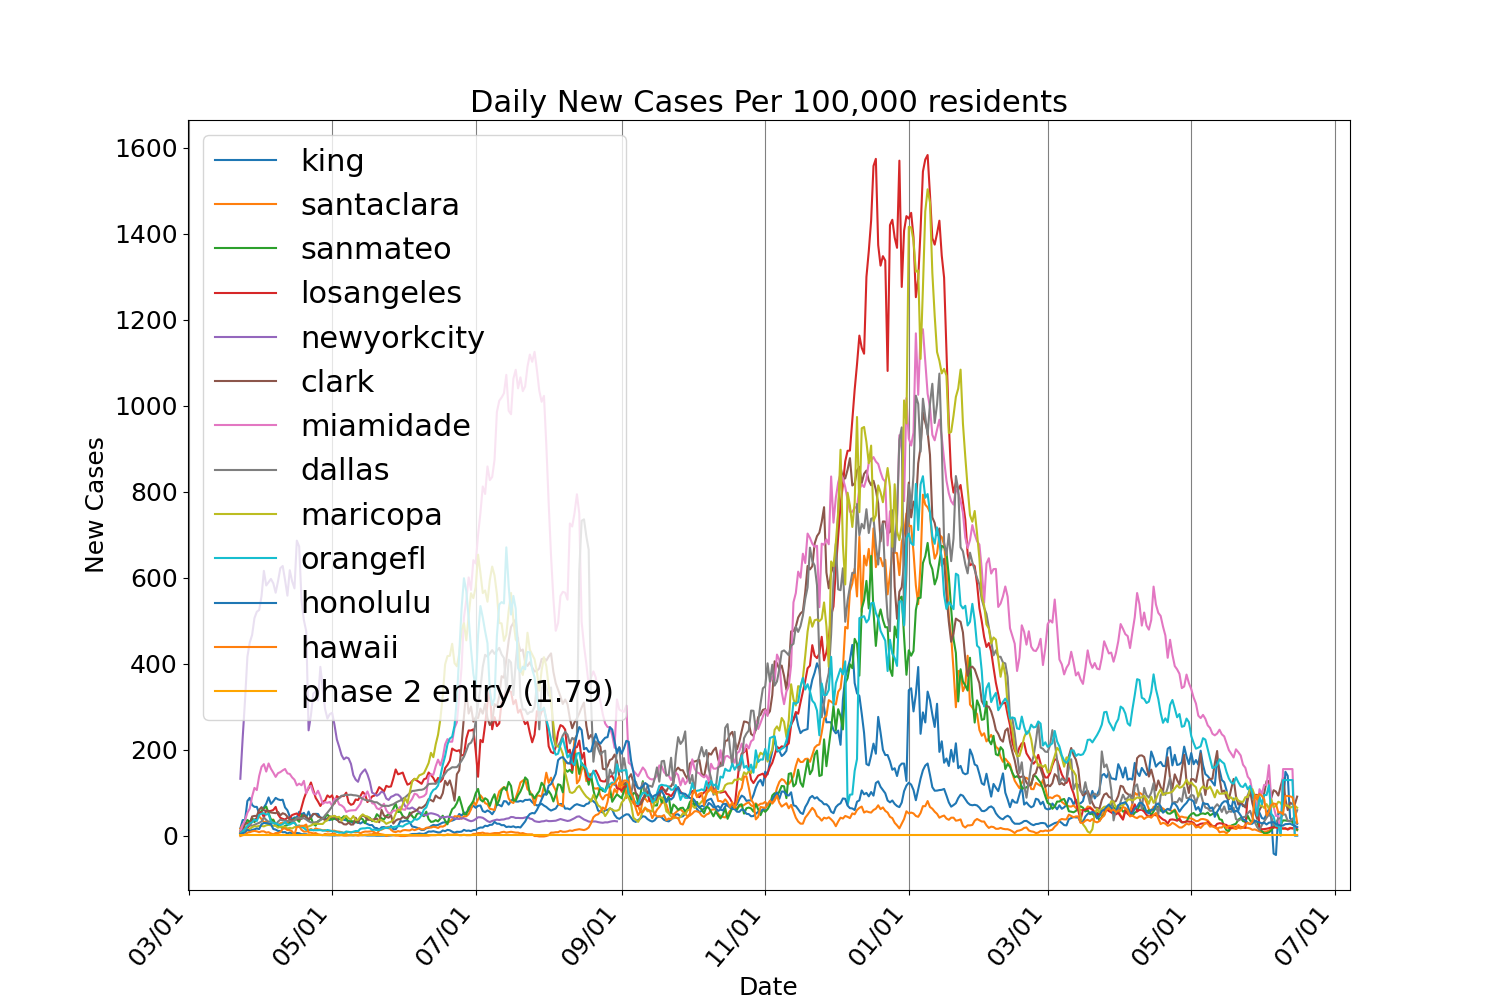 Daily New Cases Per 100,000 residents
1600
1400
1200
1000
800
600
400
200
0
New Cases
king
santaclara
sanmateo
losangeles
newyorkcity
clark
miamidade
dallas
maricopa
orangefl
honolulu
hawaii
phase 2 entry (1.79)
03/01
05/01
07/01
09/01
11/01
01/01
03/01
05/01
07/01
Date